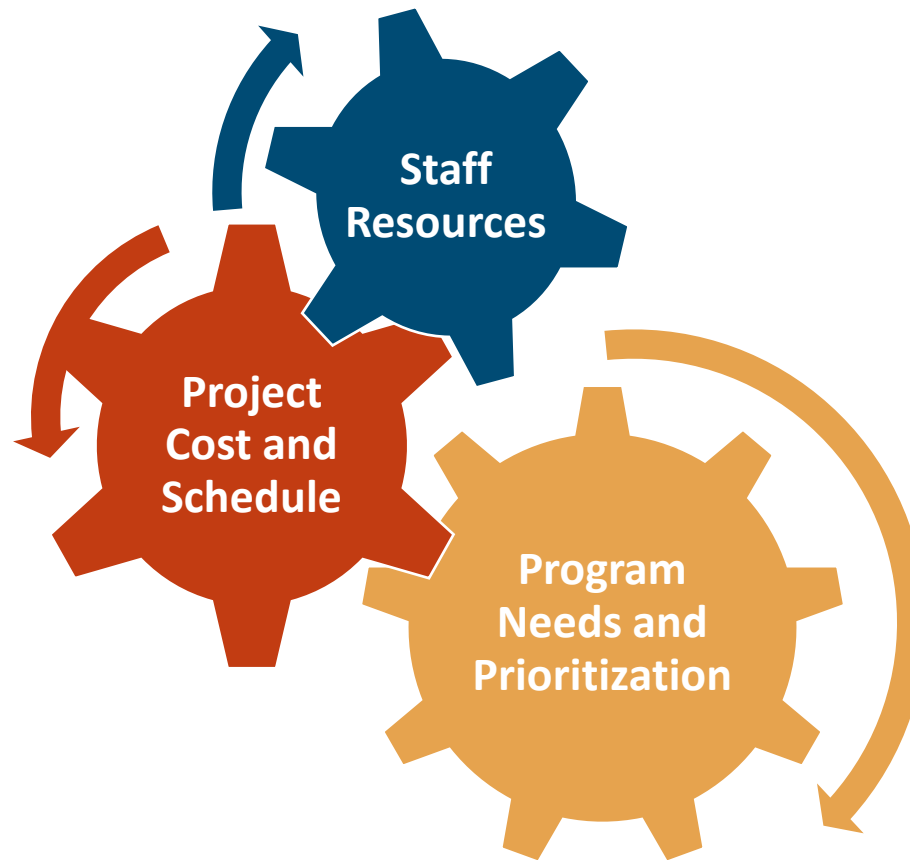 Staff
Resources
Project
Cost and
Schedule
Program
Needs and
Prioritization